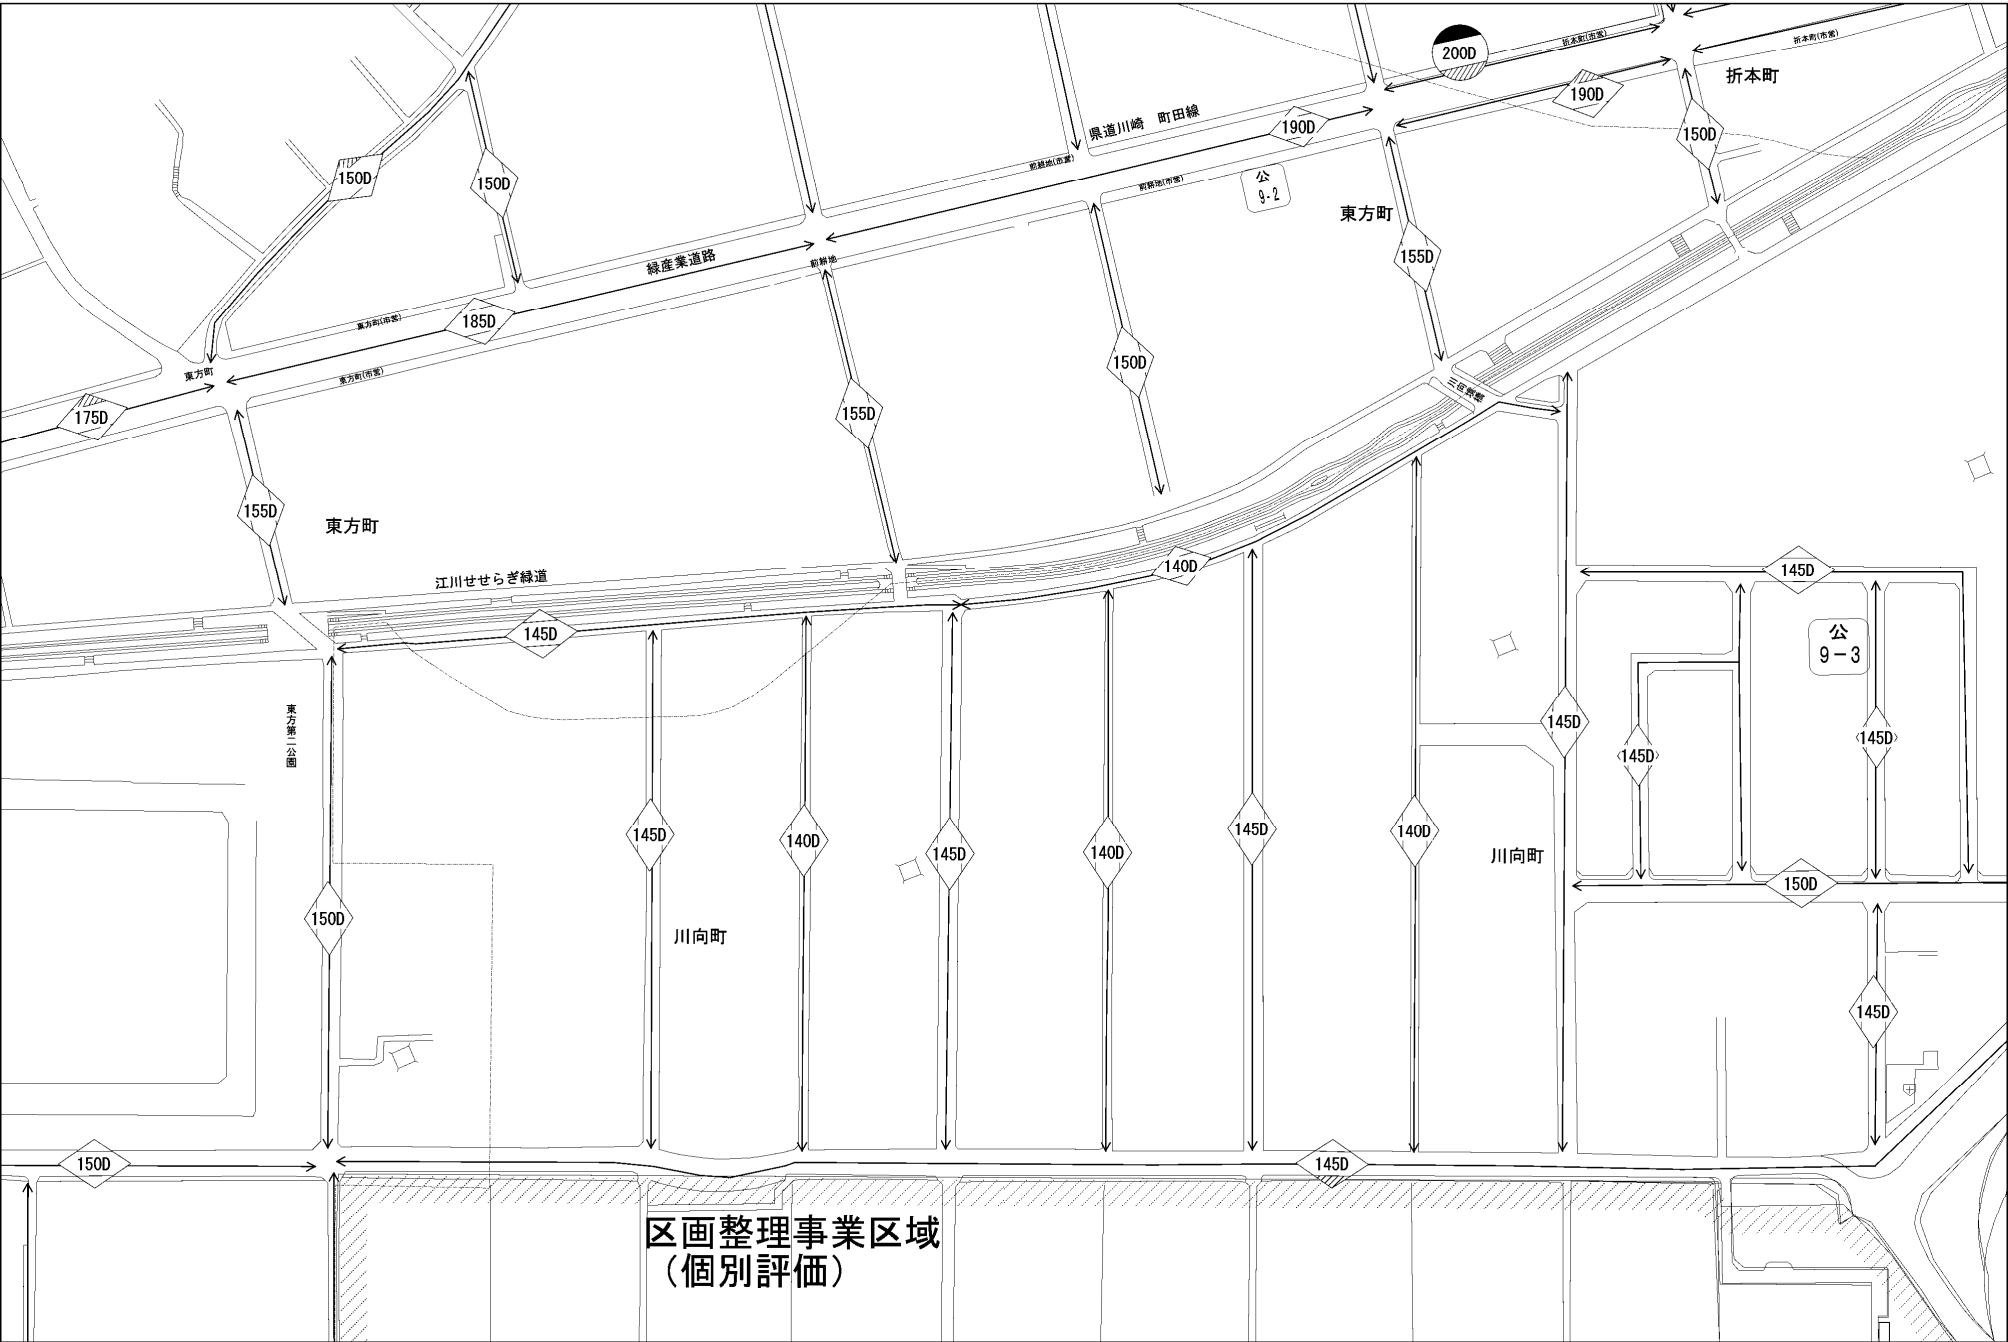 200D
折本町(市営)
折本町(市営)
折本町
190D
150D
県道川崎 町田線
190D
前耕地(市営)
前耕地(市営)
公
9-2
東方町
150D
150D
緑産業道路
前耕地
155D
東方町(市営)
185D
東方町
東方町(市営)
175D
155D
150D
155D
東方町
江川せせらぎ緑道
145D
140D
145D
公
9-3
東方第二公園
145D
145D
145D
145D
140D
145D
140D
145D
140D
川向町
150D
150D
川向町
145D
150D
145D
区画整理事業区域
(個別評価)